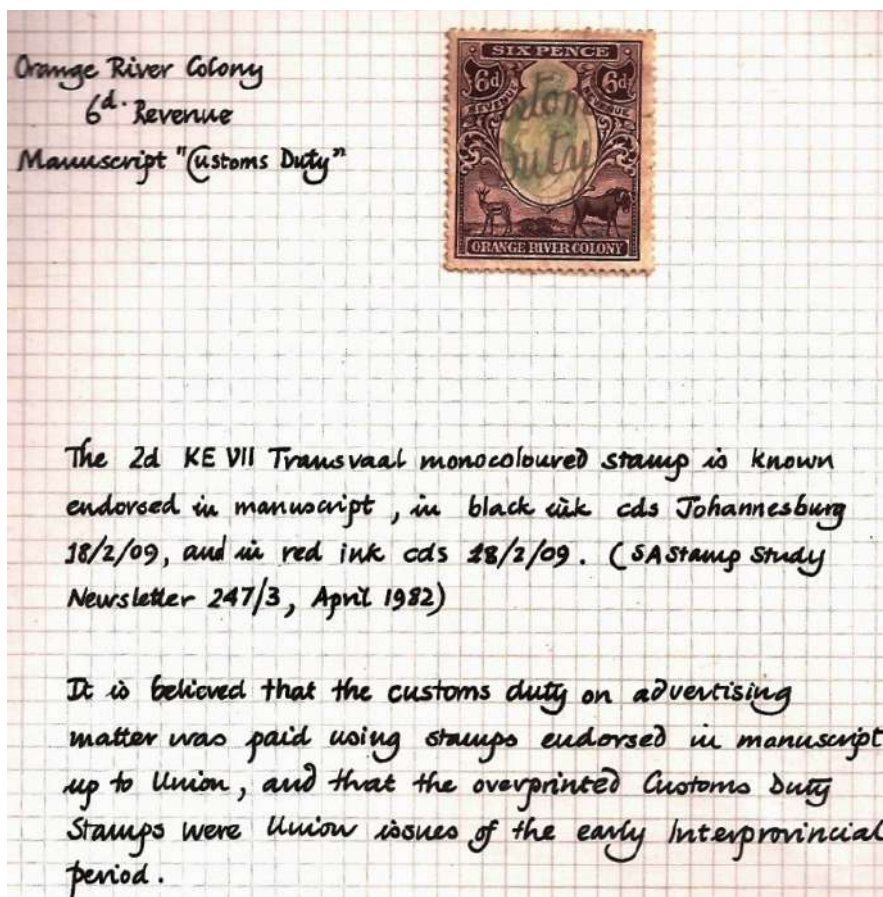 Orange River Colony
6d. Revenue
Manuscript "Customs Duty"
SIX PENCE
6d 6d
REVENUE REVENUE
Customs
Duty
ORANGE RIVER COLONY
The 2d KE VII Transvaal monocoloured stamp is known
endorsed in manuscript, in black ink cds Johannesburg
18/2/09, and in red ink cds 18/2/09. (SA Stamp Study
Newsletter 247/3, April 1982)
It is believed that the customs duty on advertising
matter was paid using stamps endorsed in manuscript
up to Union, and that the overprinted Customs Duty
Stamps were Union issues of the early Interprovincial
period.